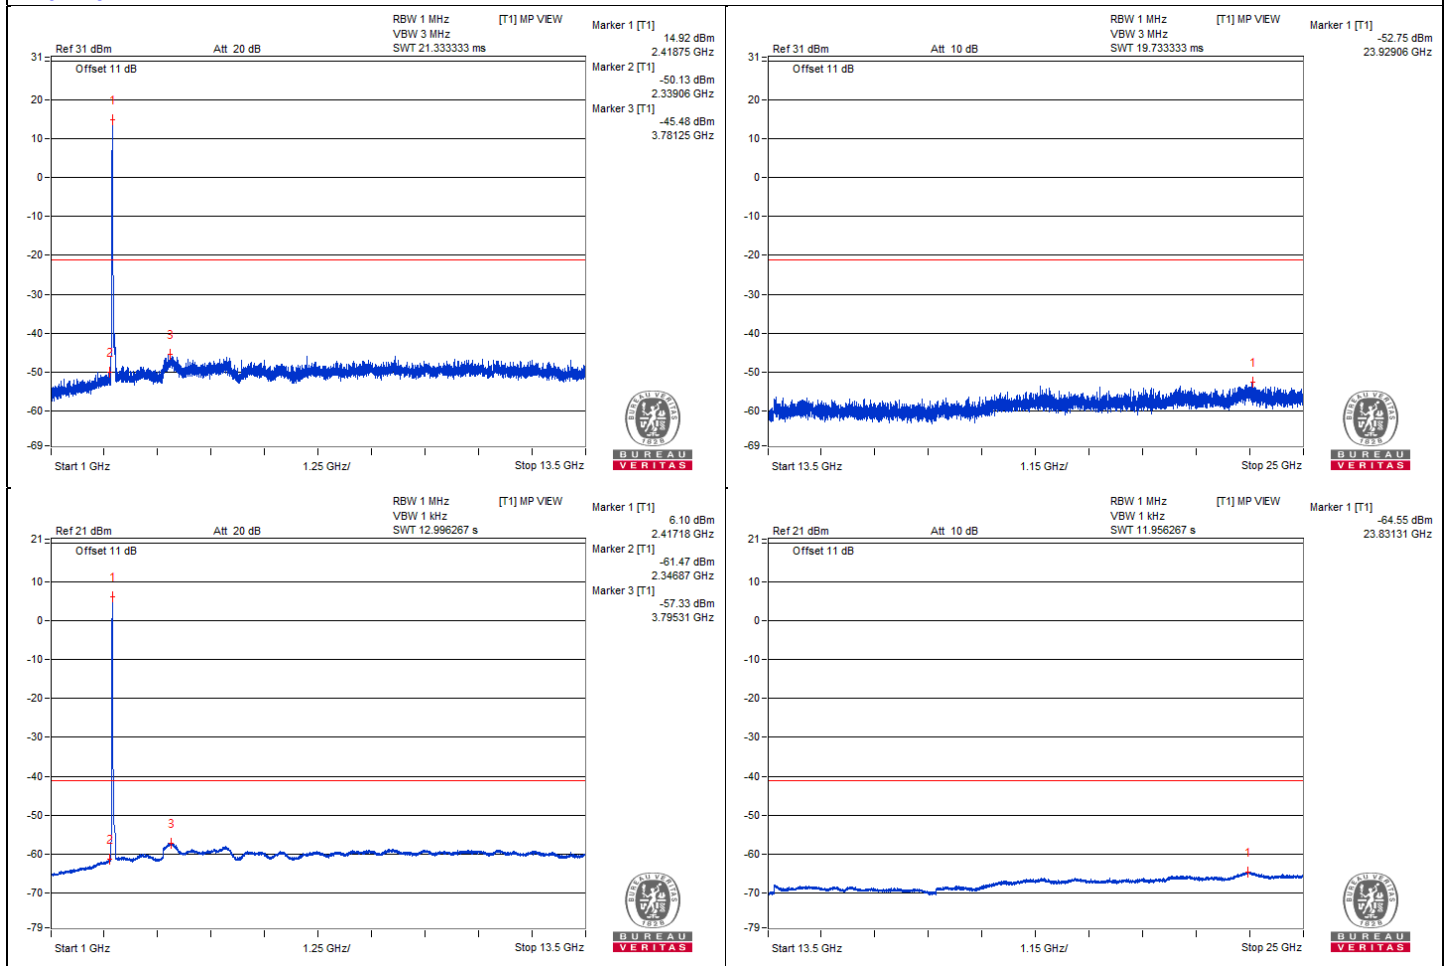 RBW 1 MHz [T1] MP VIEW
VBW 3 MHz
Ref 31 dBm Att 20 dB SWT 21.333333 ms
Marker 1 [T1]
14.92 dBm
2.41875 GHz
Marker 2 [T1]
-50.13 dBm
2.33906 GHz
Marker 3 [T1]
-45.48 dBm
3.78125 GHz
31
Offset 11 dB
20
10
0
-10
-20
-30
-40
-50
-60
-69
1
2
3
Start 1 GHz 1.25 GHz/ Stop 13.5 GHz
BUREAU VERITAS
1828
BUREAU
VERITAS
RBW 1 MHz [T1] MP VIEW
VBW 3 MHz
Ref 31 dBm Att 10 dB SWT 19.733333 ms
Marker 1 [T1]
-52.75 dBm
23.92906 GHz
31
Offset 11 dB
20
10
0
-10
-20
-30
-40
-50
-60
-69
1
Start 13.5 GHz 1.15 GHz/ Stop 25 GHz
BUREAU VERITAS
1828
BUREAU
VERITAS
RBW 1 MHz [T1] MP VIEW
VBW 1 kHz
Ref 21 dBm Att 20 dB SWT 12.996267 s
Marker 1 [T1]
6.10 dBm
2.41718 GHz
Marker 2 [T1]
-61.47 dBm
2.34687 GHz
Marker 3 [T1]
-57.33 dBm
3.79531 GHz
21
Offset 11 dB
10
0
-10
-20
-30
-40
-50
-60
-70
-79
1
2
3
Start 1 GHz 1.25 GHz/ Stop 13.5 GHz
BUREAU VERITAS
1828
BUREAU
VERITAS
RBW 1 MHz [T1] MP VIEW
VBW 1 kHz
Ref 21 dBm Att 10 dB SWT 11.956267 s
Marker 1 [T1]
-64.55 dBm
23.83131 GHz
21
Offset 11 dB
10
0
-10
-20
-30
-40
-50
-60
-70
-79
1
Start 13.5 GHz 1.15 GHz/ Stop 25 GHz
BUREAU VERITAS
1828
BUREAU
VERITAS